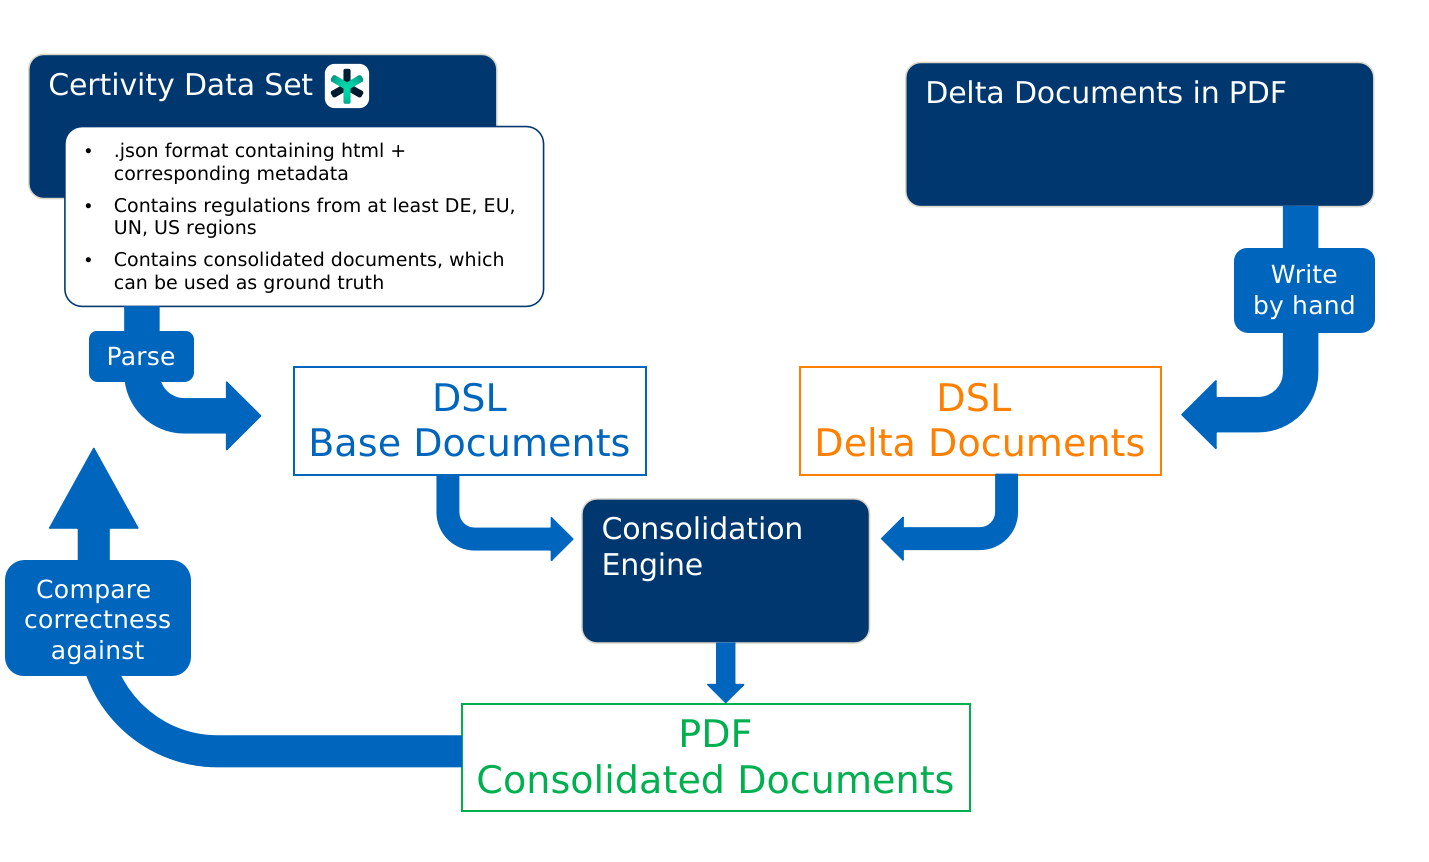 Certivity Data Set
• .json format containing html +
corresponding metadata
• Contains regulations from at least DE, EU,
UN, US regions
• Contains consolidated documents, which
can be used as ground truth
Delta Documents in PDF
Write
by hand
Parse
DSL
Base Documents
DSL
Delta Documents
Consolidation
Engine
Compare
correctness
against
PDF
Consolidated Documents